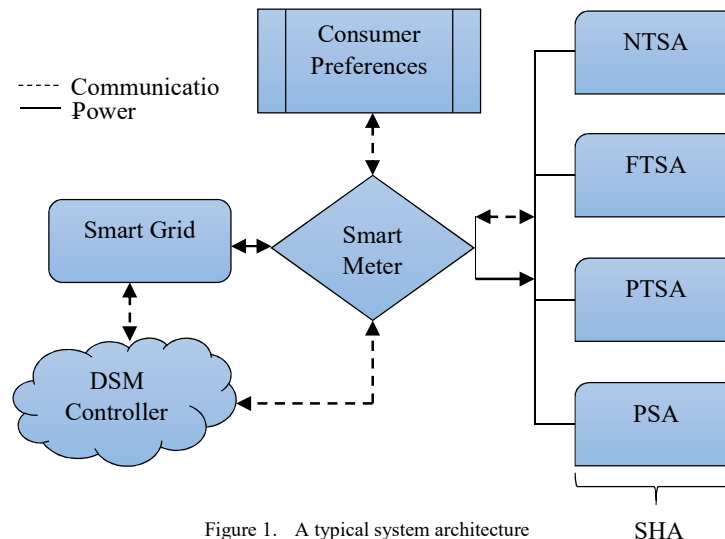 Consumer
Preferences
Communicatio
Power
NTSA
FTSA
Smart Grid
Smart
Meter
PTSA
DSM
Controller
PSA
Figure 1. A typical system architecture
SHA